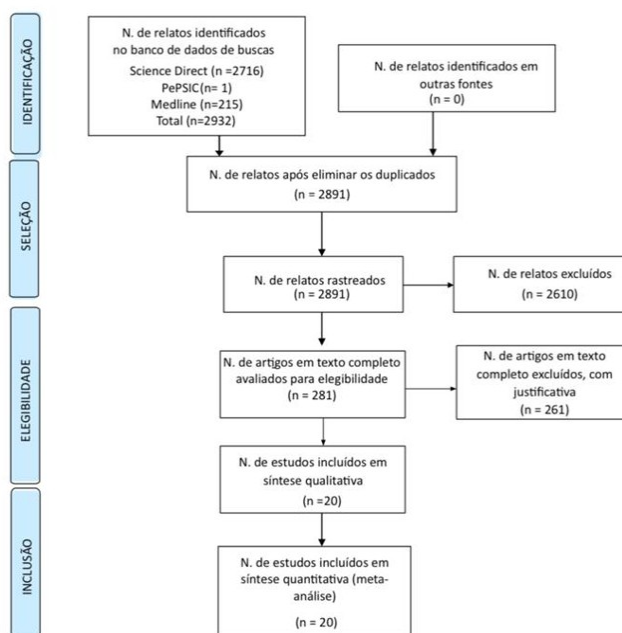 IDENTIFICAÇÃO
N. de relatos identificados
no banco de dados de buscas
Science Direct (n =2716)
PePSIC(n= 1)
Medline (n=215)
Total (n=2932)
N. de relatos identificados em
outras fontes
(n = 0)
SELEÇÃO
N. de relatos após eliminar os duplicados
(n = 2891)
N. de relatos rastreados
(n = 2891)
N. de relatos excluídos
(n = 2610)
ELEGIBILIDADE
N. de artigos em texto completo
avaliados para elegibilidade
(n = 281)
N. de artigos em texto
completo excluídos, com
justificativa
(n = 261)
N. de estudos incluídos em
síntese qualitativa
(n =20)
INCLUSÃO
N. de estudos incluídos em
síntese quantitativa (meta-
análise)
(n = 20)